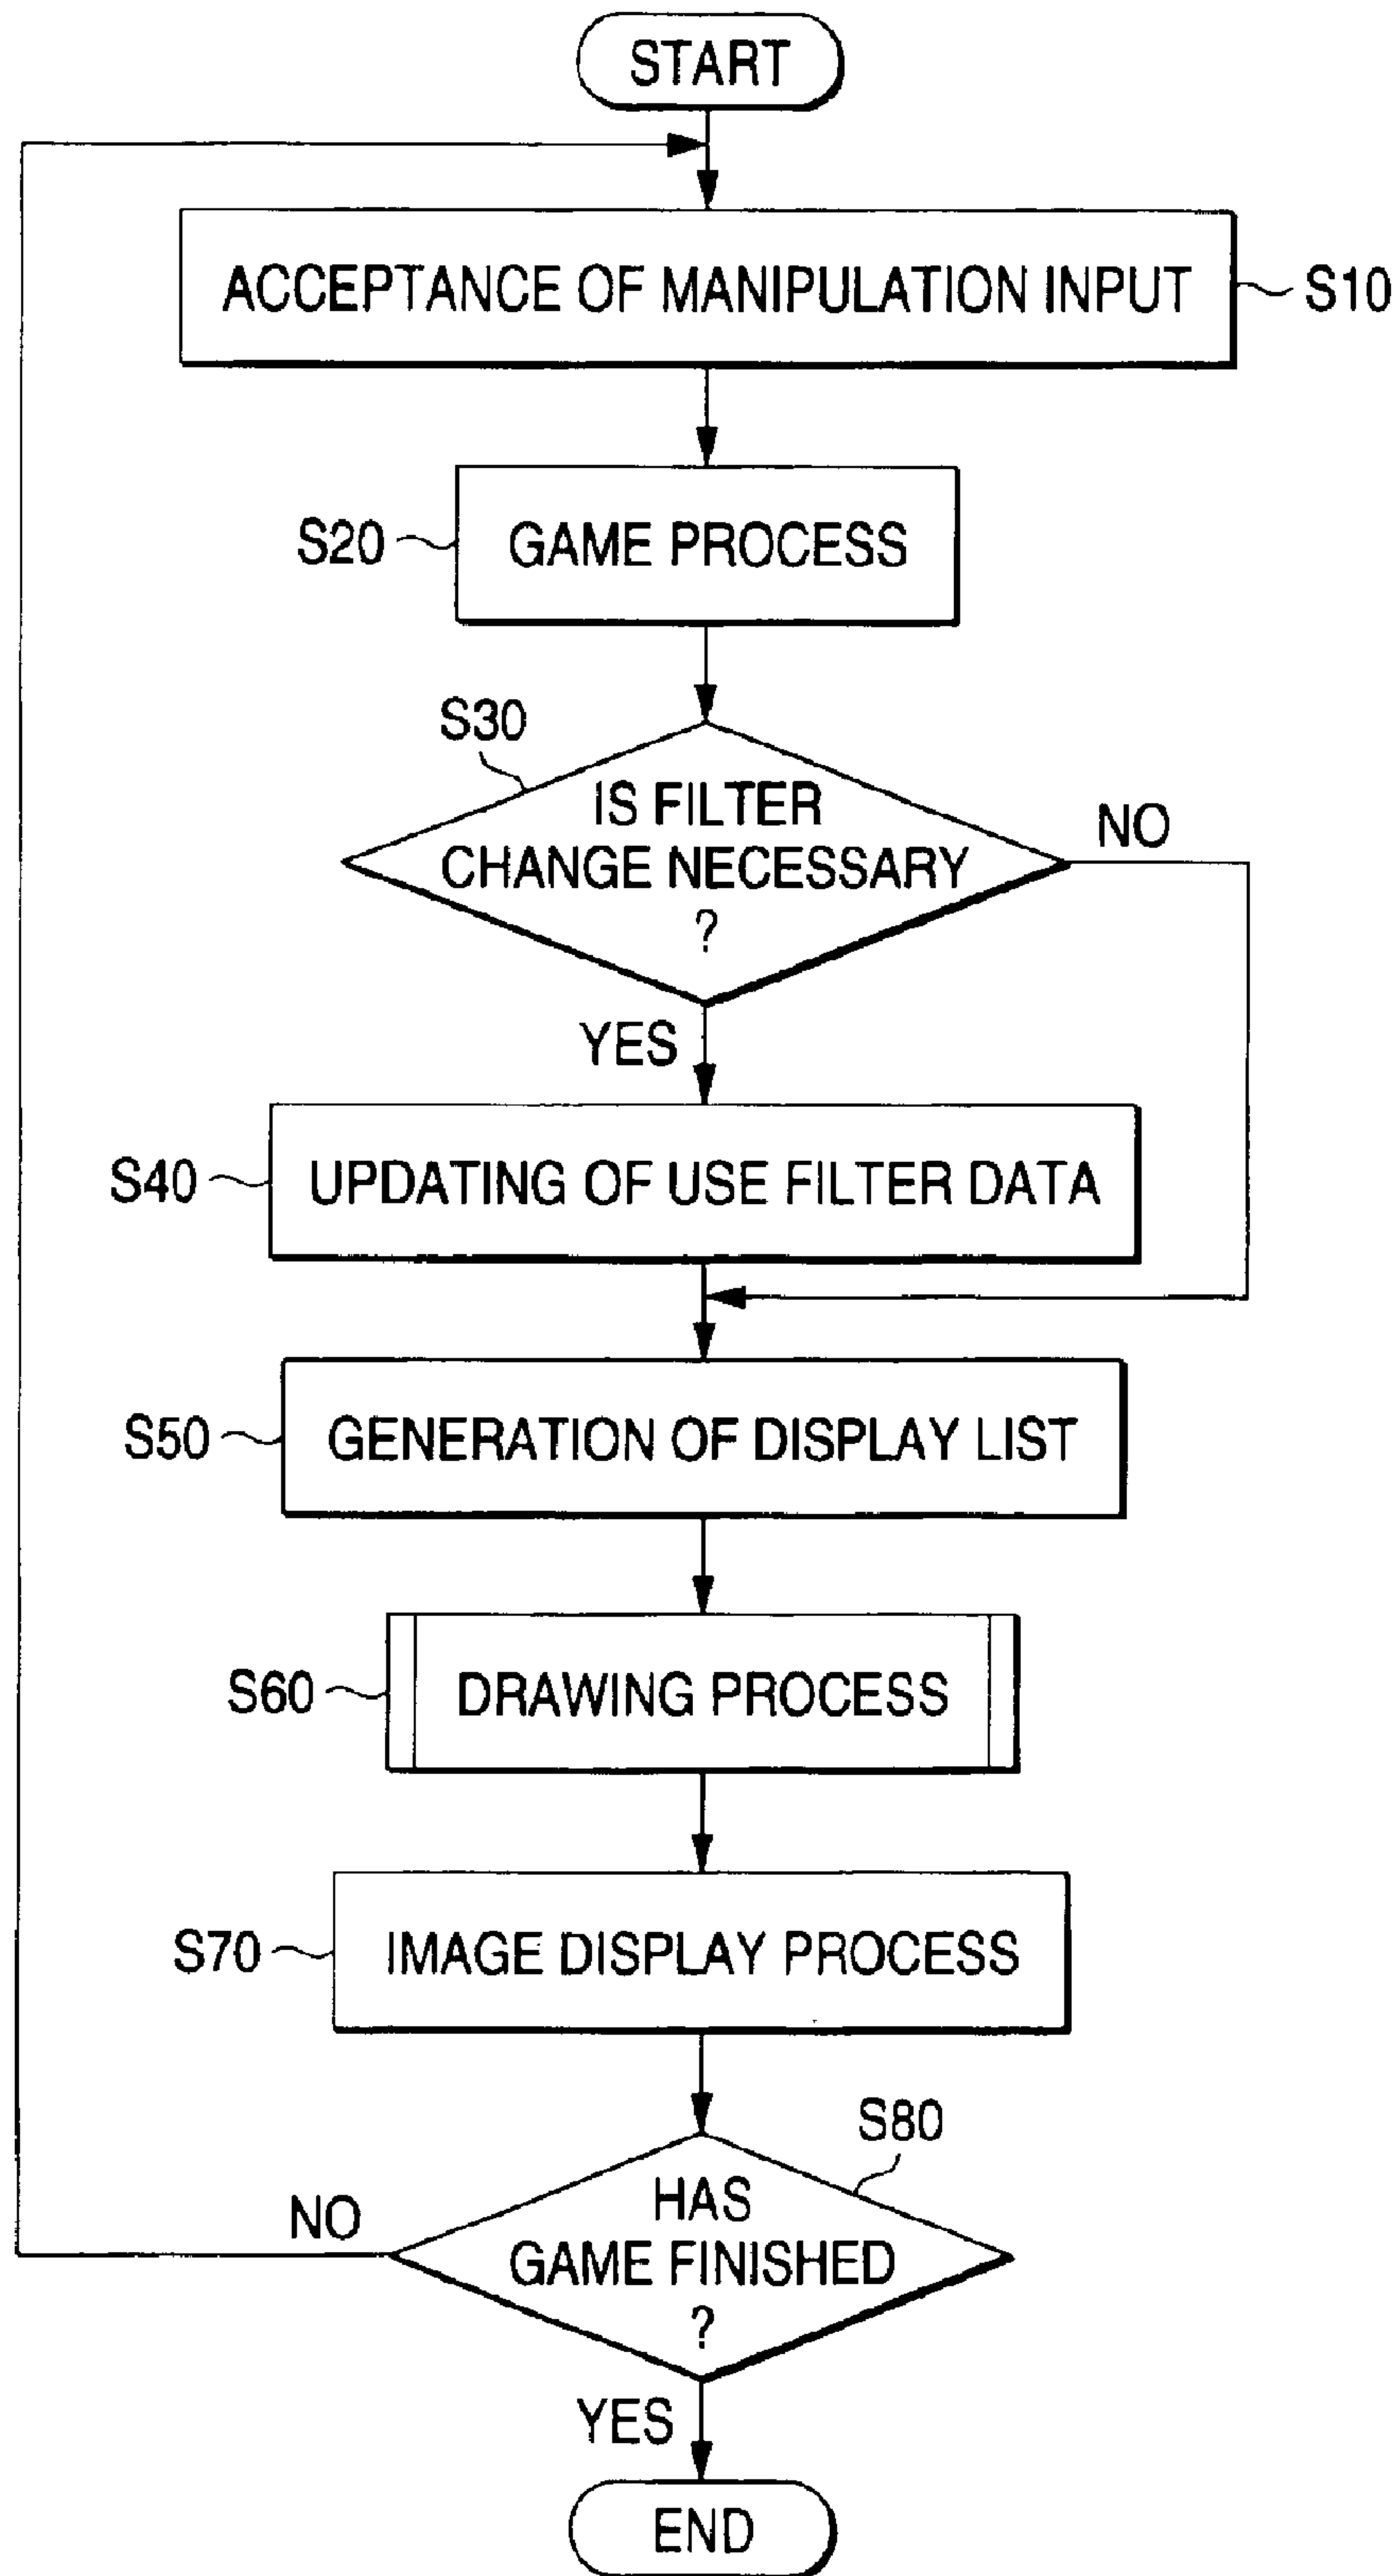 START
ACCEPTANCE OF MANIPULATION INPUT
S10
S20
GAME PROCESS
S30
IS FILTER
CHANGE NECESSARY
?
NO
YES
S40
UPDATING OF USE FILTER DATA
S50
GENERATION OF DISPLAY LIST
S60
DRAWING PROCESS
S70
IMAGE DISPLAY PROCESS
S80
HAS
GAME FINISHED
?
NO
YES
END